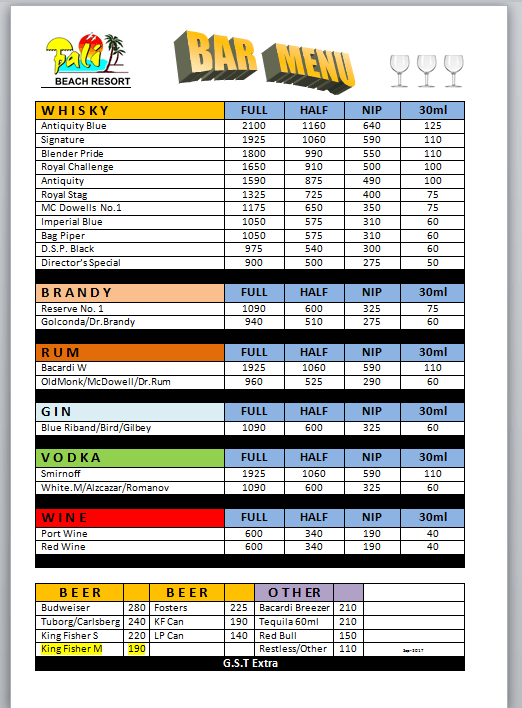 Tali
BEACH RESORT
BAR MENU
WHISKY FULL HALF NIP 30ml
Antiquity Blue 2100 1160 640 125
Signature 1925 1060 590 110
Blender Pride 1800 990 550 110
Royal Challenge 1650 910 500 100
Antiquity 1590 875 490 100
Royal Stag 1325 725 400 75
MC Dowells No.1 1175 650 350 75
Imperial Blue 1050 575 310 60
Bag Piper 1050 575 310 60
D.S.P. Black 975 540 300 60
Director's Special 900 500 275 50
BRANDY FULL HALF NIP 30ml
Reserve No. 1 1090 600 325 75
Golconda/Dr.Brandy 940 510 275 60
RUM FULL HALF NIP 30ml
Bacardi W 1925 1060 590 110
OldMonk/McDowell/Dr.Rum 960 525 290 60
GIN FULL HALF NIP 30ml
Blue Riband/Bird/Gilbey 1090 600 325 60
VODKA FULL HALF NIP 30ml
Smirnoff 1925 1060 590 110
White.M/Alzcazar/Romanov 1090 600 325 60
WINE FULL HALF NIP 30ml
Port Wine 600 340 190 40
Red Wine 600 340 190 40
BEER BEER OTHER
Budweiser 280 Fosters 225 Bacardi Breezer 210
Tuborg/Carlsberg 240 KF Can 190 Tequila 60ml 210
King Fisher S 220 LP Can 140 Red Bull 150
King Fisher M 190 Restless/Other 110 Sep-2017
G.S.T Extra